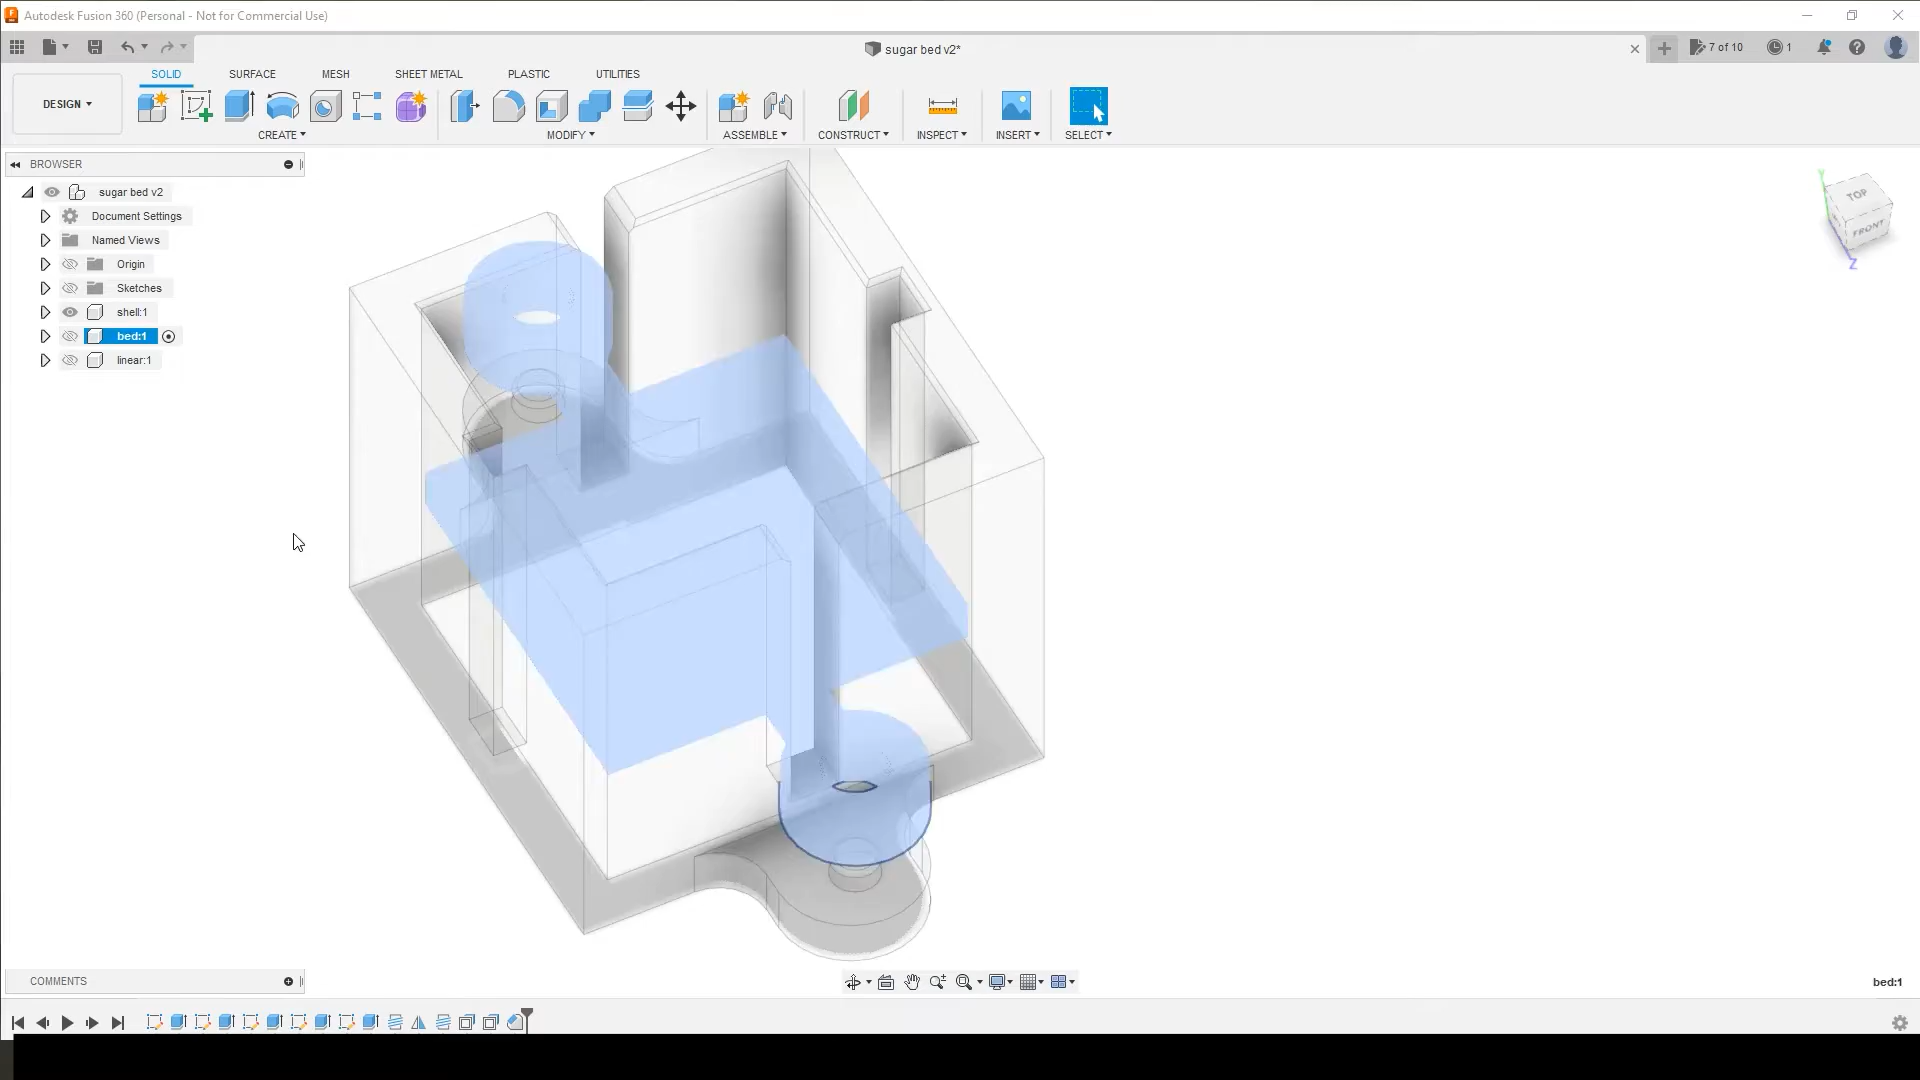 Autodesk Fusion 360 (Personal - Not for Commercial Use)
sugar bed v2*
7 of 10
1
DESIGN
SOLID
SURFACE
MESH
SHEET METAL
PLASTIC
UTILITIES
CREATE
MODIFY
ASSEMBLE
CONSTRUCT
INSPECT
INSERT
SELECT
BROWSER
sugar bed v2
Document Settings
Named Views
Origin
Sketches
shell:1
bed:1
linear:1
TOP
FRONT
Y
Z
COMMENTS
bed:1